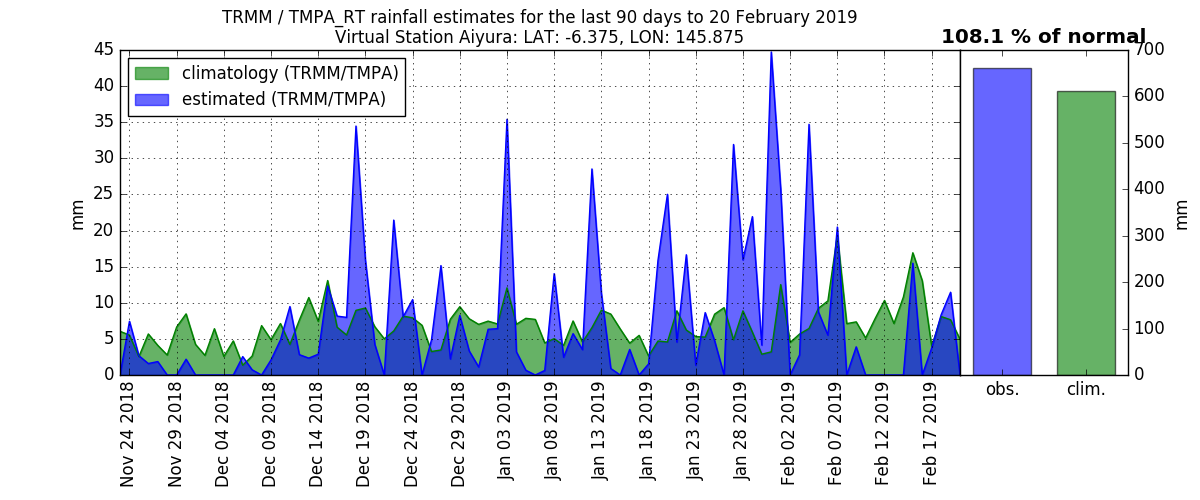 TRMM / TMPA_RT rainfall estimates for the last 90 days to 20 February 2019
Virtual Station Aiyura: LAT: -6.375, LON: 145.875
108.1 % of normal
climatology (TRMM/TMPA)
estimated (TRMM/TMPA)
45
40
35
30
25
20
15
10
5
0
mm
Nov 24 2018
Nov 29 2018
Dec 04 2018
Dec 09 2018
Dec 14 2018
Dec 19 2018
Dec 24 2018
Dec 29 2018
Jan 03 2019
Jan 08 2019
Jan 13 2019
Jan 18 2019
Jan 23 2019
Jan 28 2019
Feb 02 2019
Feb 07 2019
Feb 12 2019
Feb 17 2019
obs.
clim.
700
600
500
400
300
200
100
0
mm